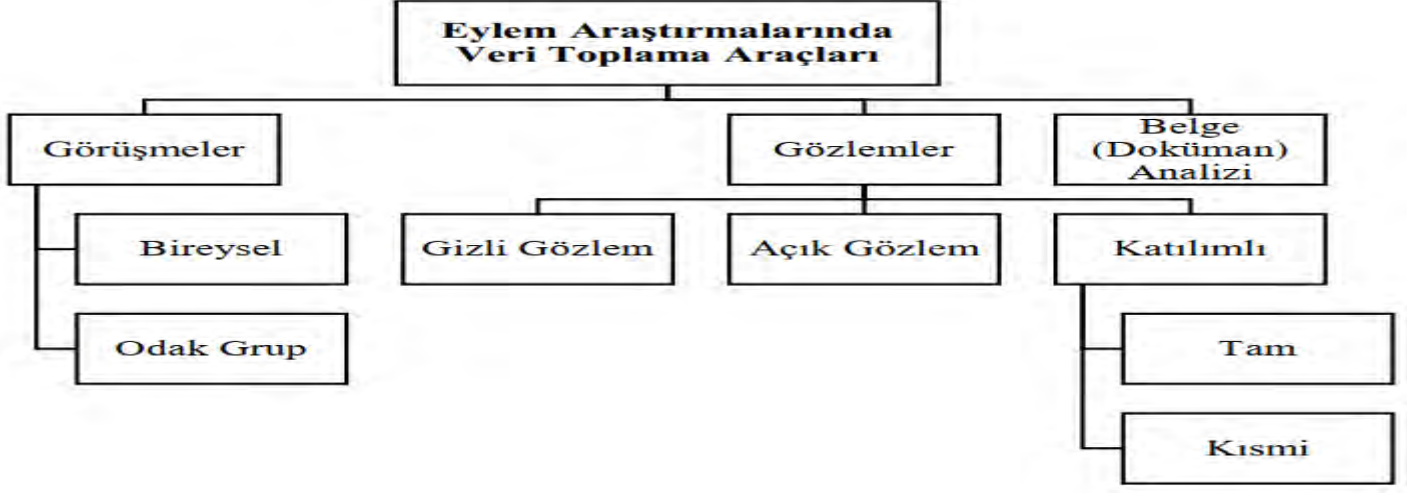 Eylem Araştırmalarında
Veri Toplama Araçları
Görüşmeler
Gözlemler
Belge
(Doküman)
Analizi
Bireysel
Gizli Gözlem
Açık Gözlem
Katılımlı
Odak Grup
Tam
Kısmi